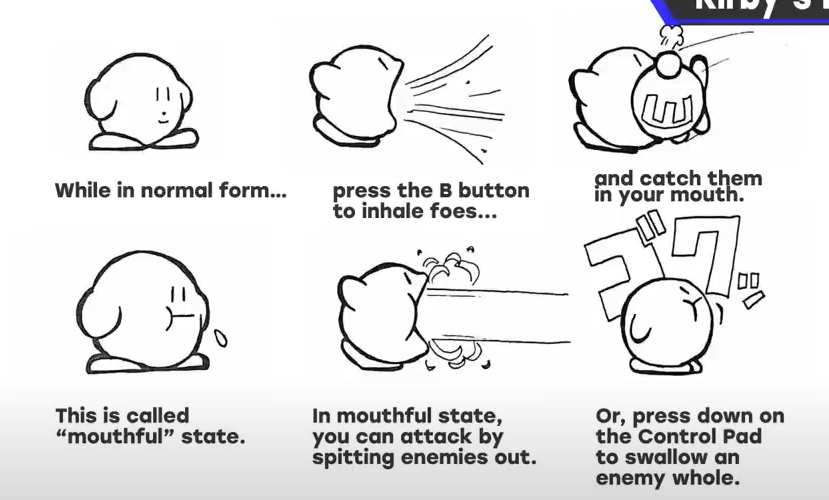 Kirby's
While in normal form...
press the B button
to inhale foes...
and catch them
in your mouth.
ゴク"
This is called
“mouthful” state.
In mouthful state,
you can attack by
spitting enemies out.
Or, press down on
the Control Pad
to swallow an
enemy whole.